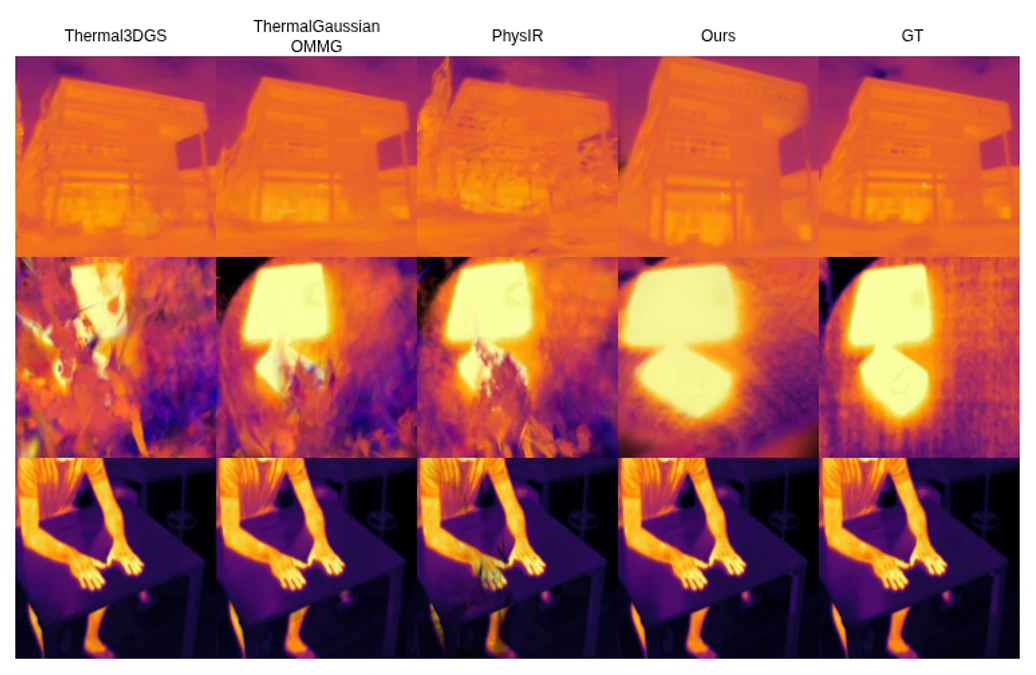 Thermal3DGS
ThermalGaussian
OMMG
PhysIR
Ours
GT